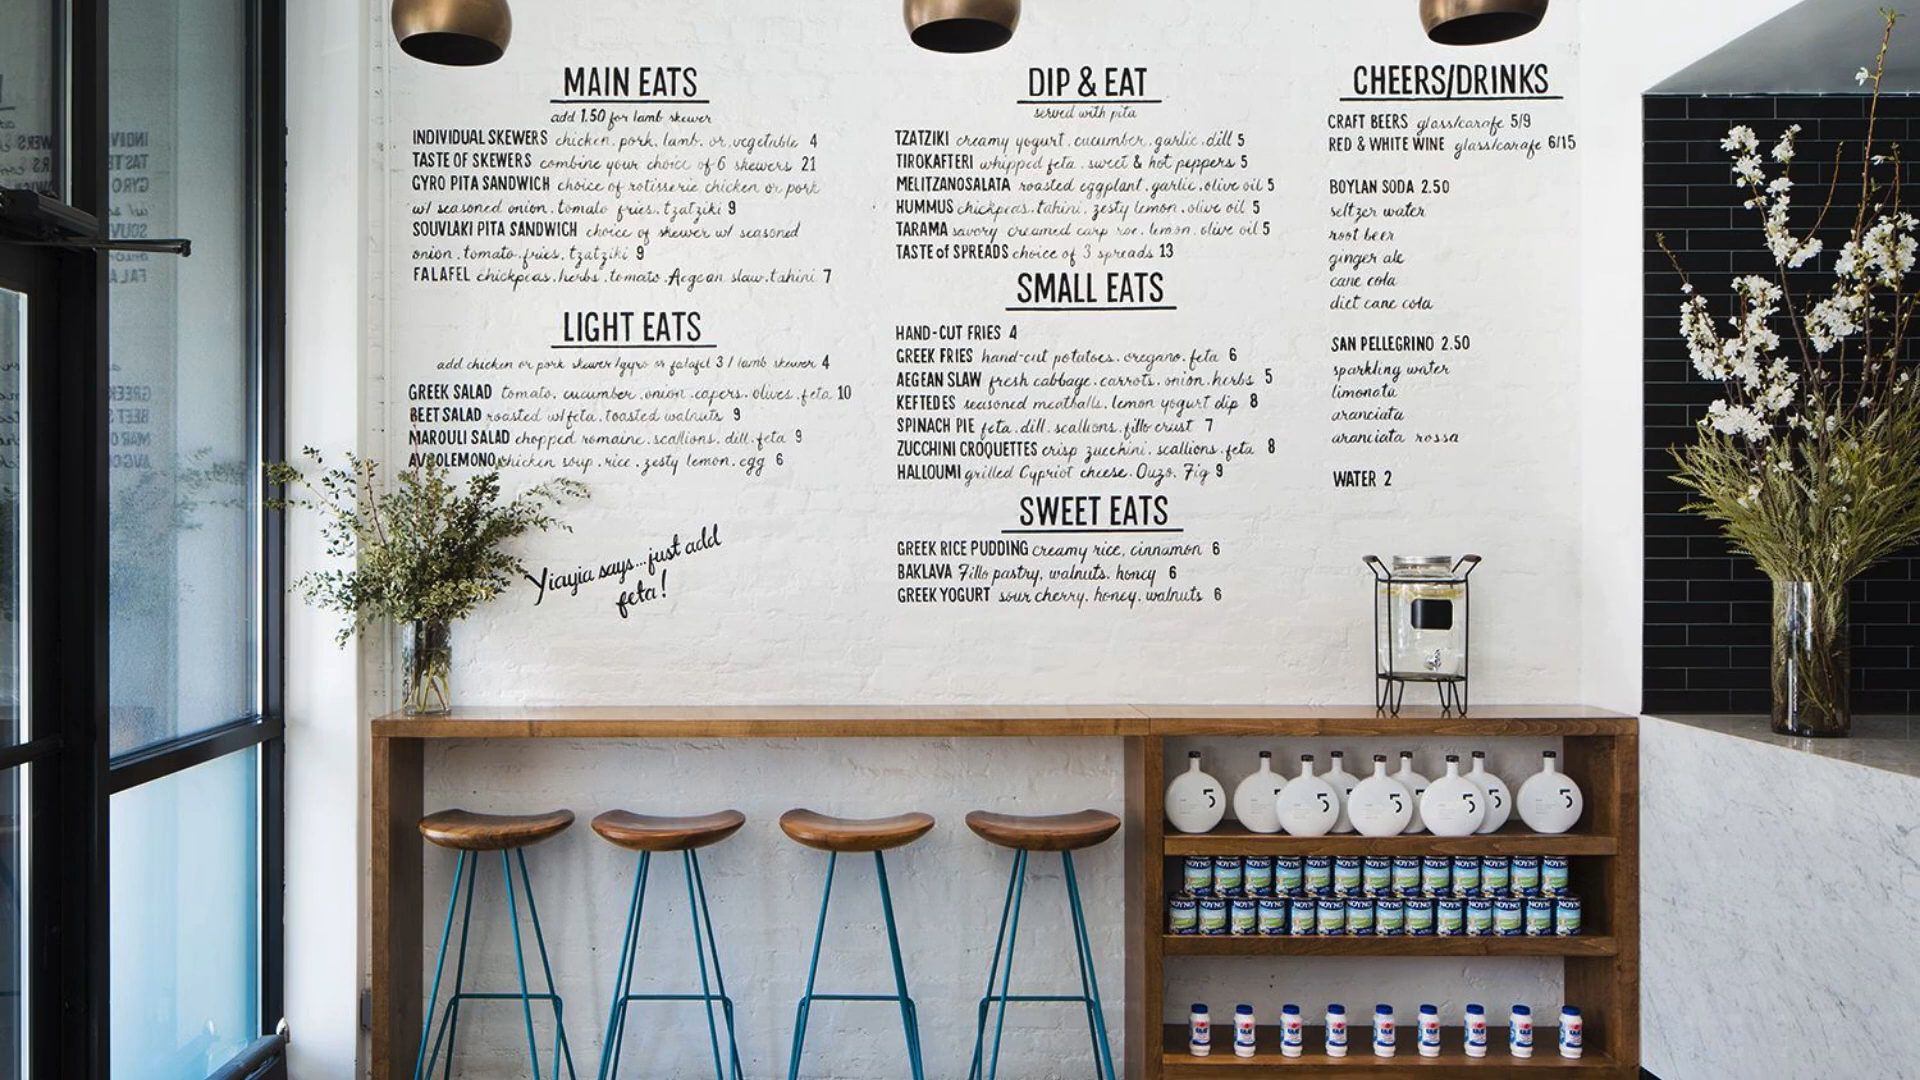 MAIN EATS
add 1.50 for lamb skewer
INDIVIDUAL SKEWERS chicken, pork, lamb, or vegetable 4
TASTE OF SKEWERS combine your choice of 6 skewers 21
GYRO PITA SANDWICH choice of rotisserie chicken or pork
w/ seasoned onion, tomato fries, tzatziki 9
SOUVLAKI PITA SANDWICH choice of skewer w/ seasoned
onion, tomato, fries, tzatziki 9
FALAFEL chickpeas, herbs, tomato, Aegean slaw, tahini 7
LIGHT EATS
add chicken or pork skewer/gyro or falafel 3 / lamb skewer 4
GREEK SALAD tomato, cucumber, onion, capers, olives, feta 10
BEET SALAD roasted w/ feta, toasted walnuts 9
MAROULI SALAD chopped romaine, scallions, dill, feta 9
AVGOLEMONO chicken soup, rice, zesty lemon, egg 6
Yiayia says... just add
feta!
DIP & EAT
served with pita
TZATZIKI creamy yogurt, cucumber, garlic, dill 5
TIROKAFTERI whipped feta, sweet & hot peppers 5
MELITZANOSALATA roasted eggplant, garlic, olive oil 5
HUMMUS chickpeas, tahini, zesty lemon, olive oil 5
TARAMA savory creamed carp roe, lemon, olive oil 5
TASTE of SPREADS choice of 3 spreads 13
SMALL EATS
HAND-CUT FRIES 4
GREEK FRIES hand-cut potatoes, oregano, feta 6
AEGEAN SLAW fresh cabbage, carrots, onion, herbs 5
KEFTEDES seasoned meatballs, lemon yogurt dip 8
SPINACH PIE feta, dill, scallions, fillo crust 7
ZUCCHINI CROQUETTES crisp zucchini, scallions, feta 8
HALLOUMI grilled Cypriot cheese, Ouzo, Fig 9
SWEET EATS
GREEK RICE PUDDING creamy rice, cinnamon 6
BAKLAVA Fillo pastry, walnuts, honey 6
GREEK YOGURT sour cherry, honey, walnuts 6
CHEERS/DRINKS
CRAFT BEERS glass/carafe 5/9
RED & WHITE WINE glass/carafe 6/15
BOYLAN SODA 2.50
seltzer water
root beer
ginger ale
cane cola
diet cane cola
SAN PELLEGRINO 2.50
sparkling water
limonata
aranciata
aranciata rossa
WATER 2
5 5 5 5 5 5
NOYNOY